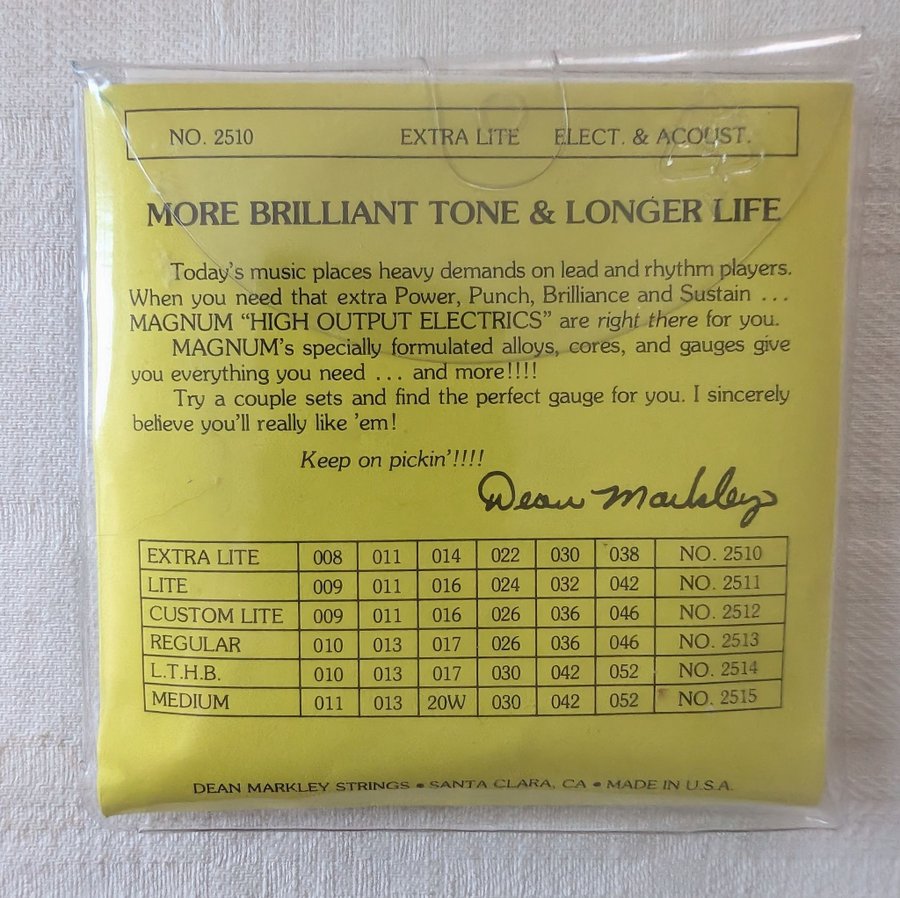 NO. 2510 EXTRA LITE ELECT. & ACOUST.
MORE BRILLIANT TONE & LONGER LIFE
Today's music places heavy demands on lead and rhythm players.
When you need that extra Power, Punch, Brilliance and Sustain ...
MAGNUM “HIGH OUTPUT ELECTRICS” are right there for you.
MAGNUM's specially formulated alloys, cores, and gauges give
you everything you need ... and more!!!!
Try a couple sets and find the perfect gauge for you. I sincerely
believe you'll really like 'em!
Keep on pickin'!!!!
Dean Markley
EXTRA LITE 008 011 014 022 030 038 NO. 2510
LITE 009 011 016 024 032 042 NO. 2511
CUSTOM LITE 009 011 016 026 036 046 NO. 2512
REGULAR 010 013 017 026 036 046 NO. 2513
L.T.H.B. 010 013 017 030 042 052 NO. 2514
MEDIUM 011 013 20W 030 042 052 NO. 2515
DEAN MARKLEY STRINGS • SANTA CLARA, CA • MADE IN U.S.A.